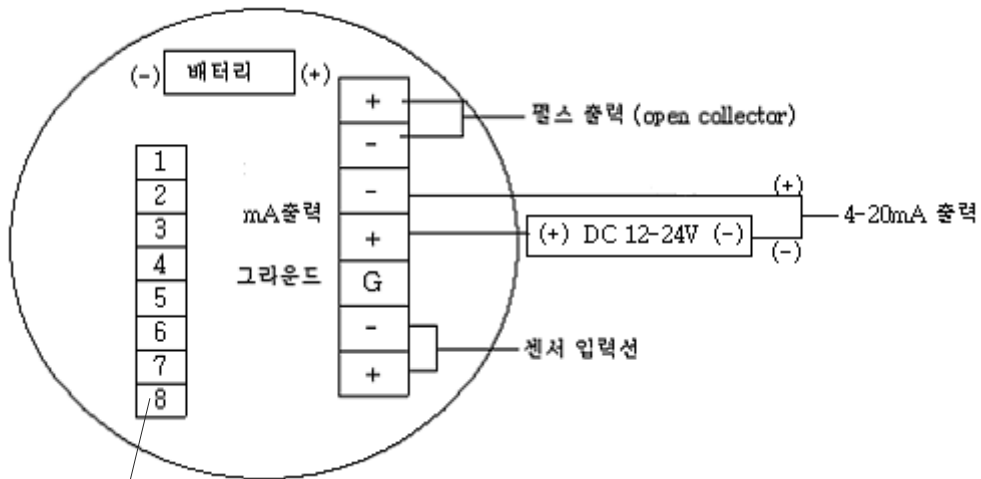 (-) 배터리 (+)
+
-
펄스 출력 (open collector)
-
(+)
mA출력
+
(+) DC 12-24V (-)
(-)
4-20mA 출력
그라운드
G
-
+
센서 입력선
1
2
3
4
5
6
7
8